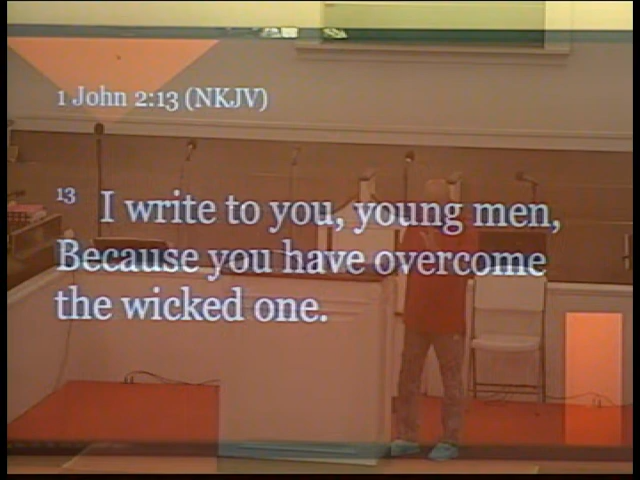 1 John 2:13 (NKJV)
13 I write to you, young men,
Because you have overcome
the wicked one.